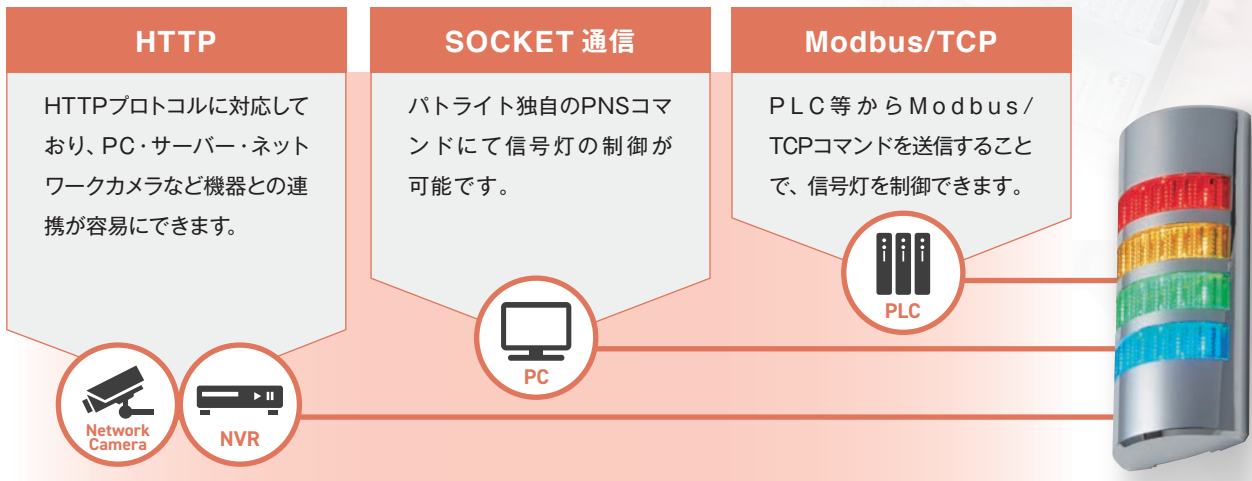 HTTP
HTTPプロトコルに対応して
おり、PC・サーバー・ネット
ワークカメラなど機器との連
携が容易にできます。
Network
Camera
NVR
SOCKET 通信
パトライト独自のPNSコマ
ンドにて信号灯の制御が
可能です。
PC
Modbus/TCP
PLC等からModbus/
TCPコマンドを送信すること
で、信号灯を制御できます。
PLC